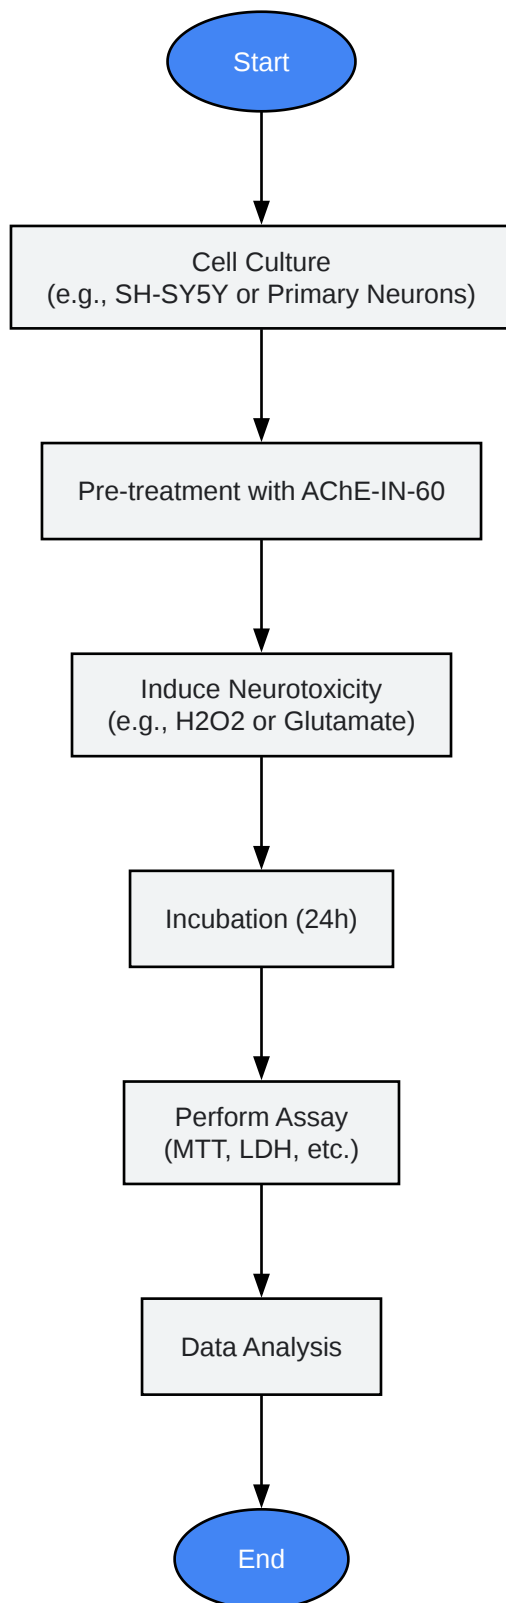 Start
Cell Culture
(e.g., SH-SY5Y or Primary Neurons)
Pre-treatment with AChE-IN-60
Induce Neurotoxicity
(e.g., H2O2 or Glutamate)
Incubation (24h)
Perform Assay
(MTT, LDH, etc.)
Data Analysis
End